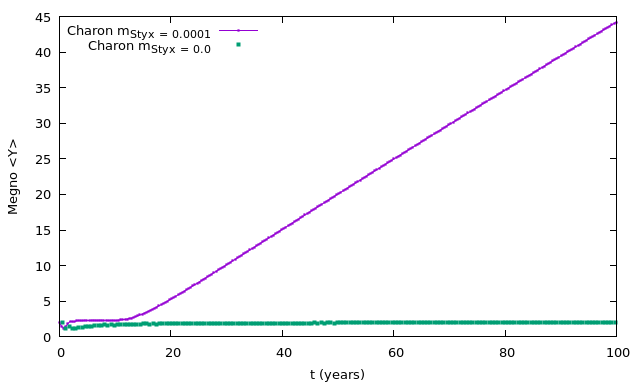 Charon m_Styx = 0.0001
Charon m_Styx = 0.0
45
40
35
30
25
20
15
10
5
0
Megno <Y>
0 20 40 60 80 100
t (years)